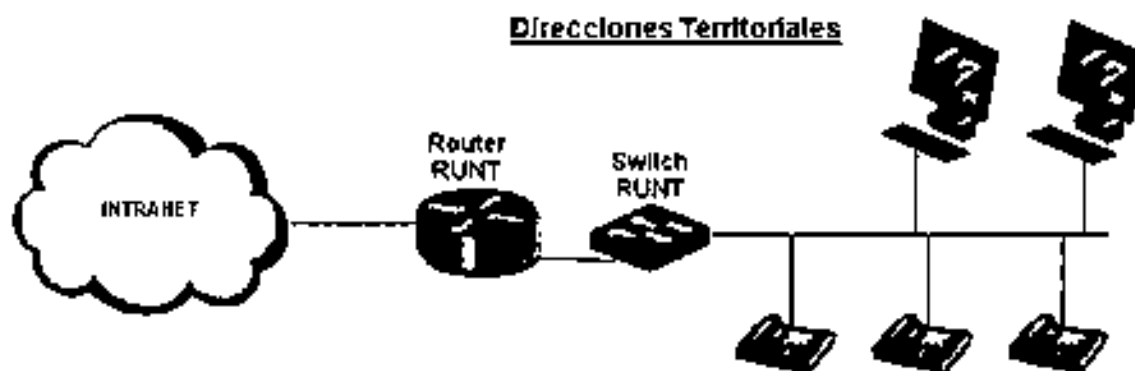 Direcciones Territoriales
Router
RUNT
Switch
RUNT
INTRANET